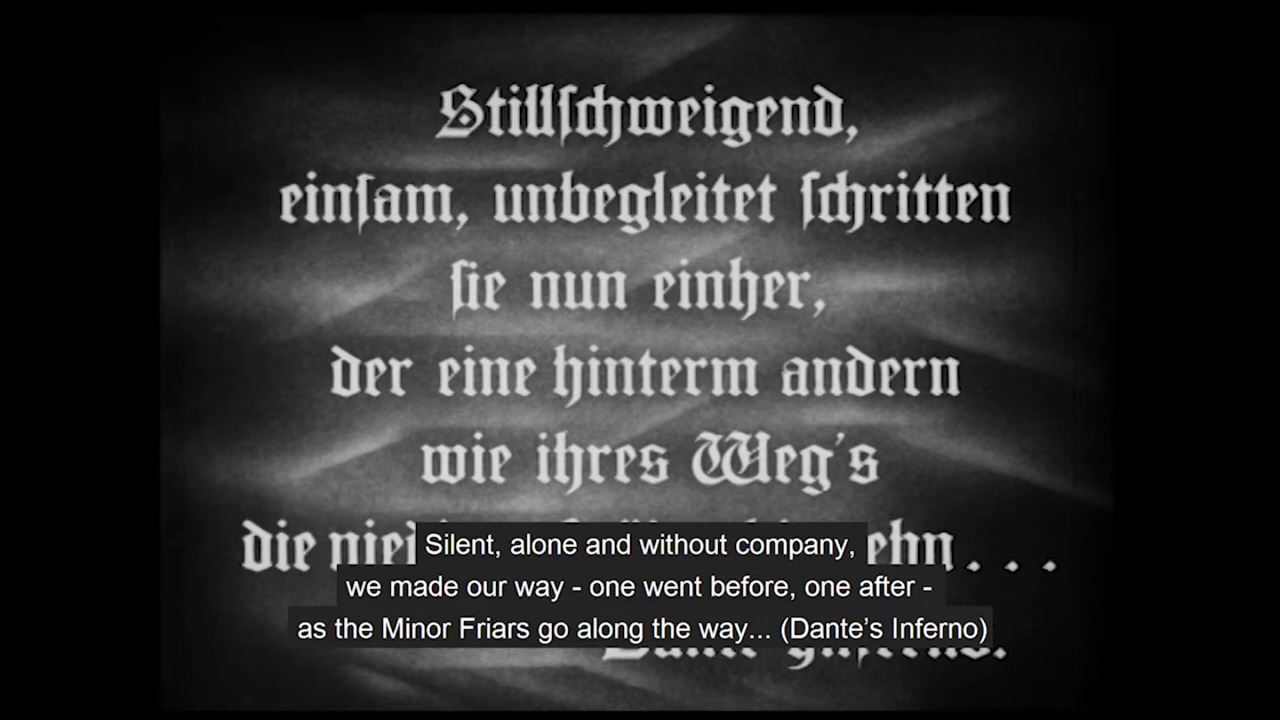 Stillschweigend,
einsam, unbegleitet schritten
sie nun einher,
der eine hinterm andern
wie ihres Weg's
die
Silent, alone and without company,
we made our way - one went before, one after -
as the Minor Friars go along the way... (Dante’s Inferno)